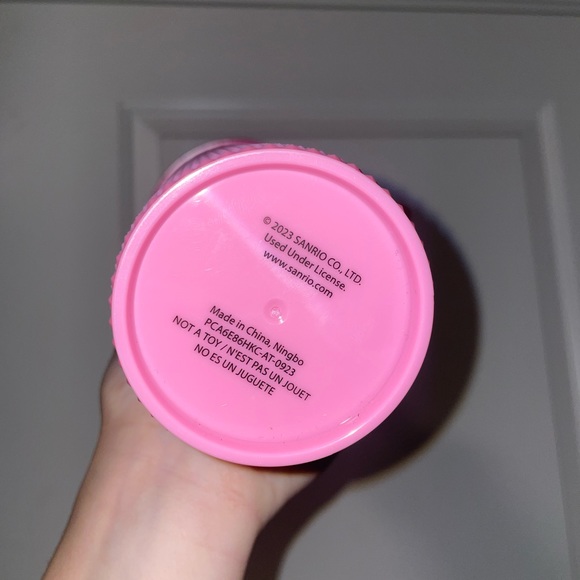 © 2023 SANRIO CO., LTD.
Used Under License.
www.sanrio.com
Made in China, Ningbo
PCA6E86HKC-AT-0923
NOT A TOY / N'EST PAS UN JOUET
NO ES UN JUGUETE